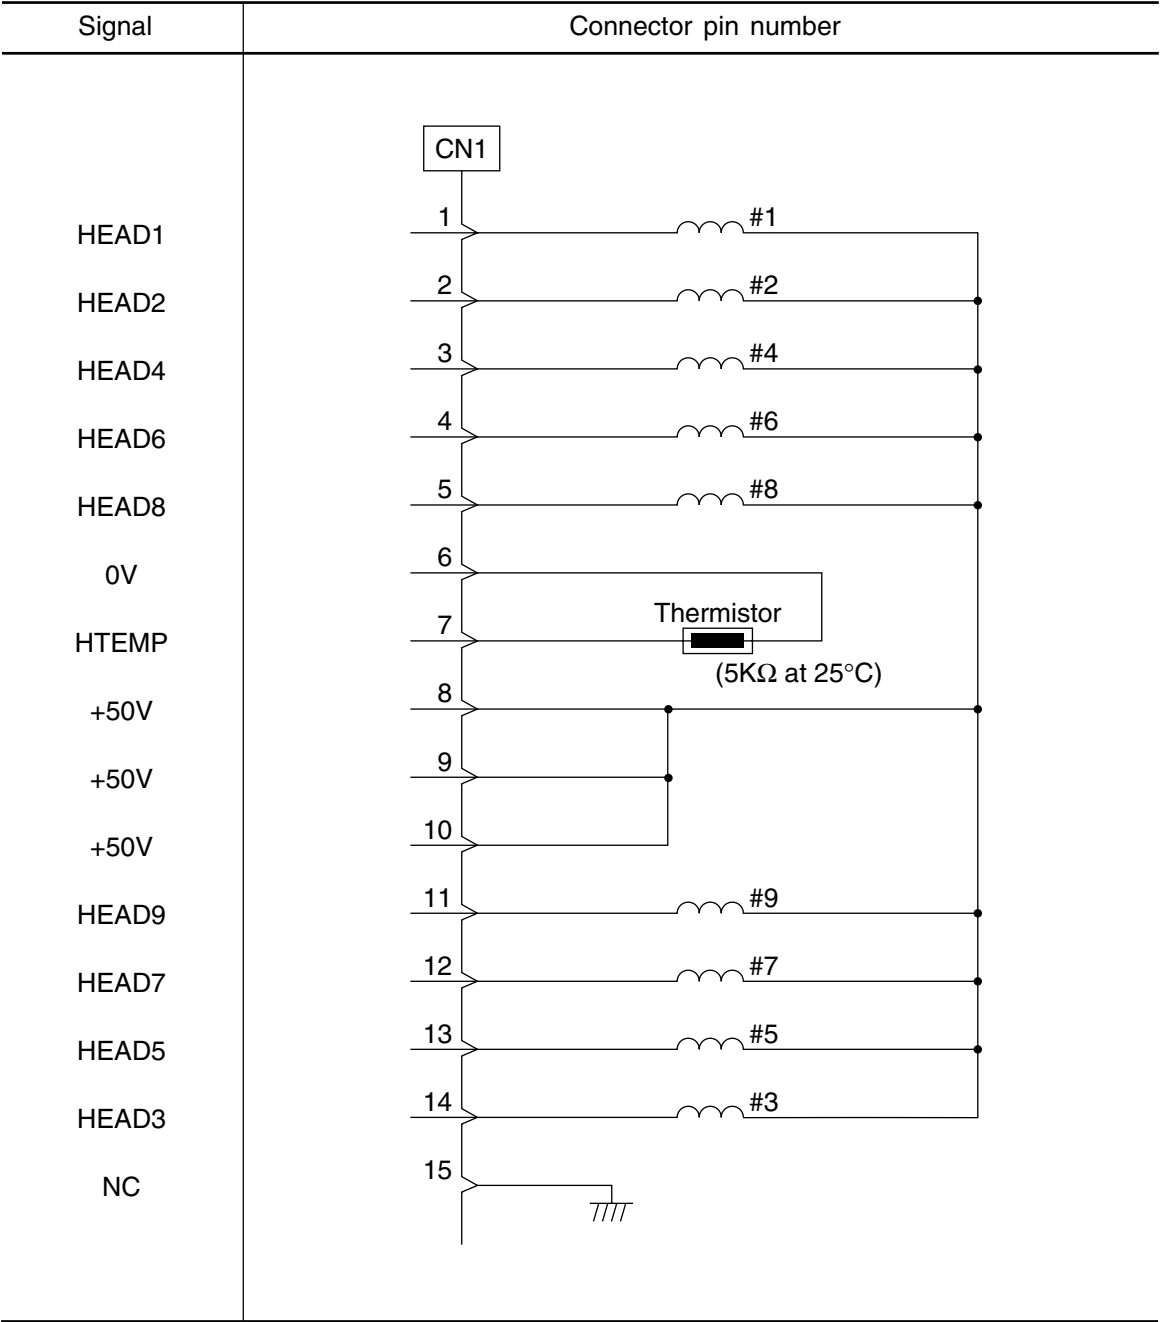 Signal Connector pin number
CN1
HEAD1 1 #1
HEAD2 2 #2
HEAD4 3 #4
HEAD6 4 #6
HEAD8 5 #8
0V 6
Thermistor
HTEMP 7
(5KΩ at 25°C)
+50V 8
+50V 9
+50V 10
HEAD9 11 #9
HEAD7 12 #7
HEAD5 13 #5
HEAD3 14 #3
NC 15